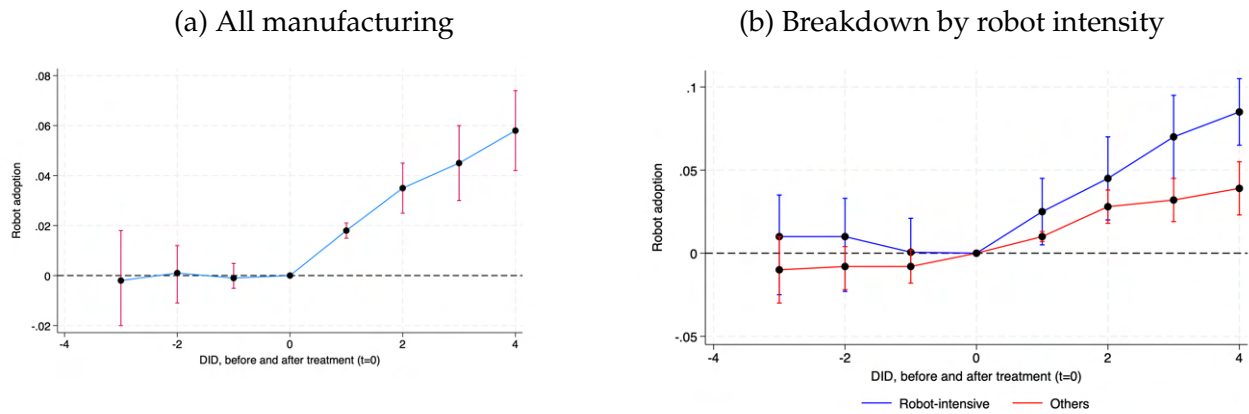 (a) All manufacturing
.08
.06
.04
.02
0
-.02
-4
-2
0
2
4
Robot adoption
DID, before and after treatment (t=0)
(b) Breakdown by robot intensity
.1
.05
0
-.05
-4
-2
0
2
4
Robot adoption
DID, before and after treatment (t=0)
Robot-intensive
Others